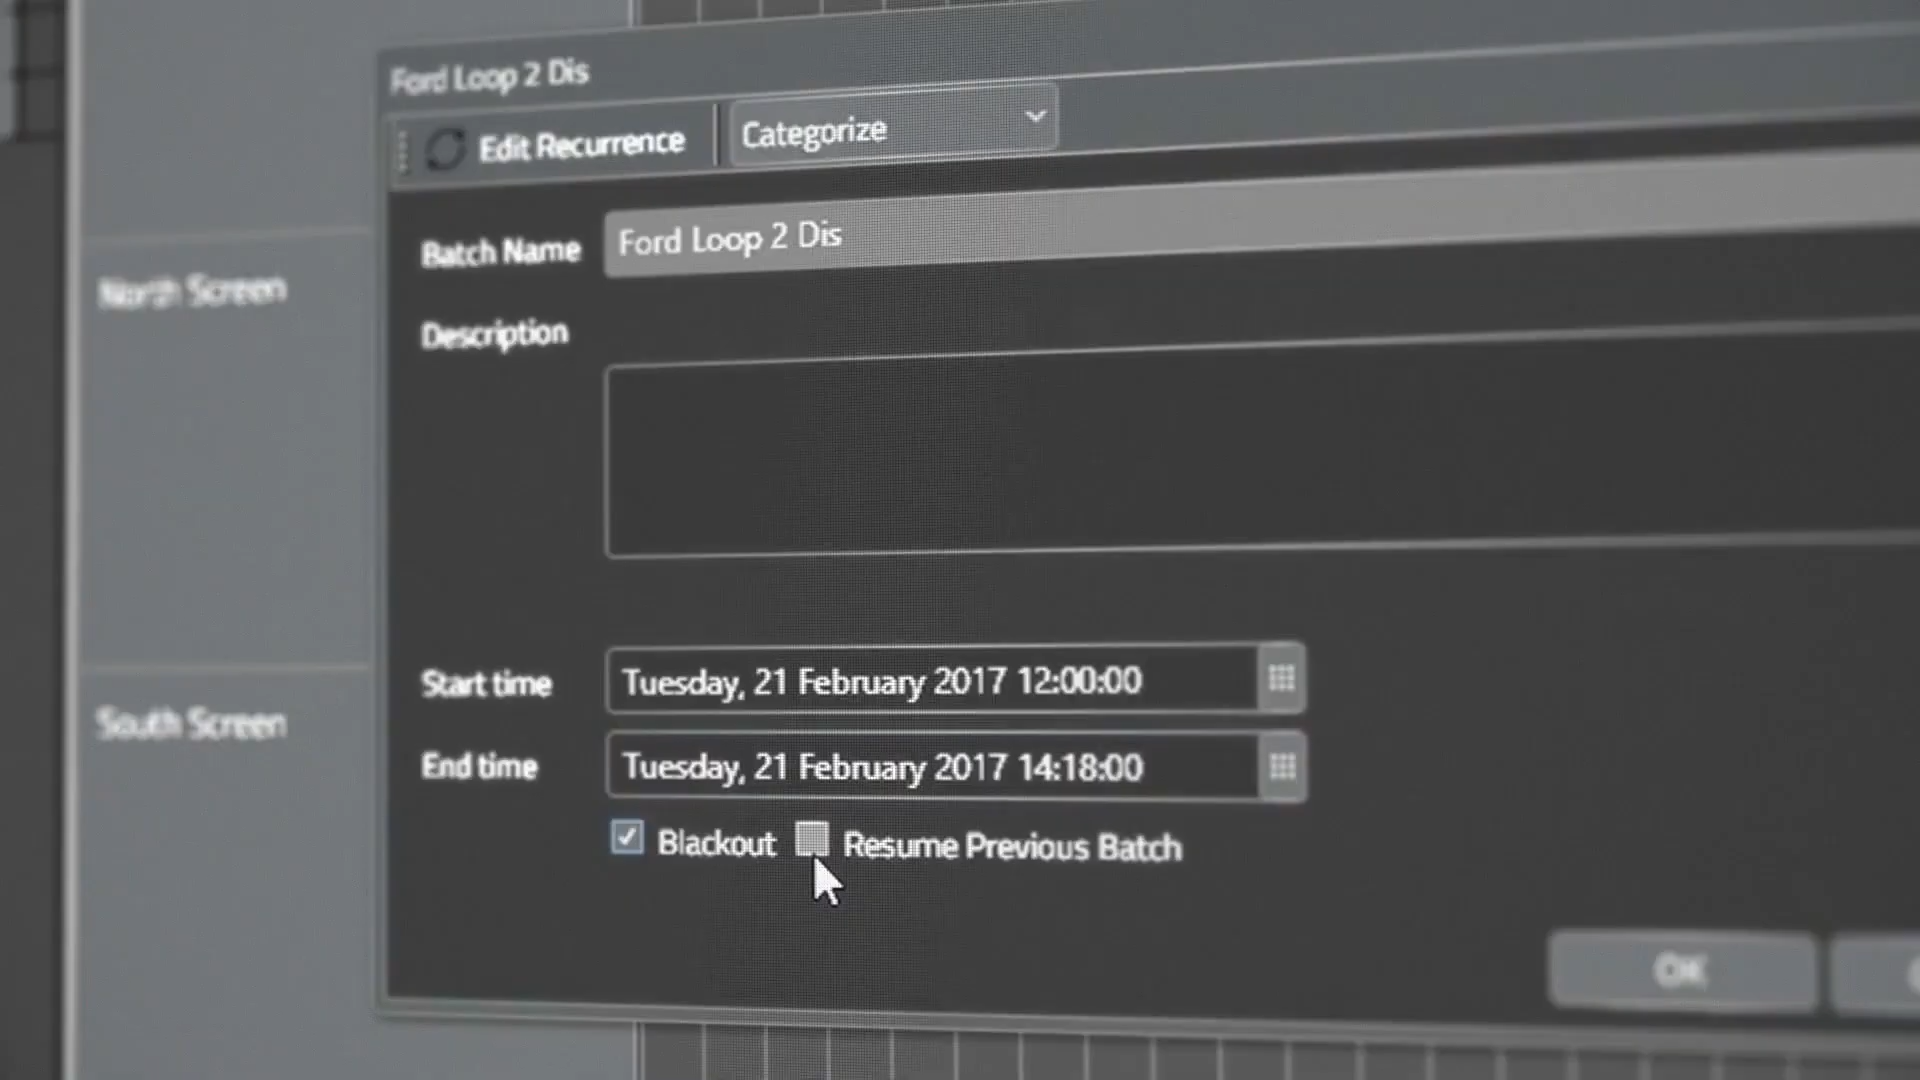 Ford Loop 2 Dis
Edit Recurrence
Categorize
Batch Name
Ford Loop 2 Dis
Description
North Screen
Start time
Tuesday, 21 February 2017 12:00:00
South Screen
End time
Tuesday, 21 February 2017 14:18:00
Blackout
Resume Previous Batch
OK